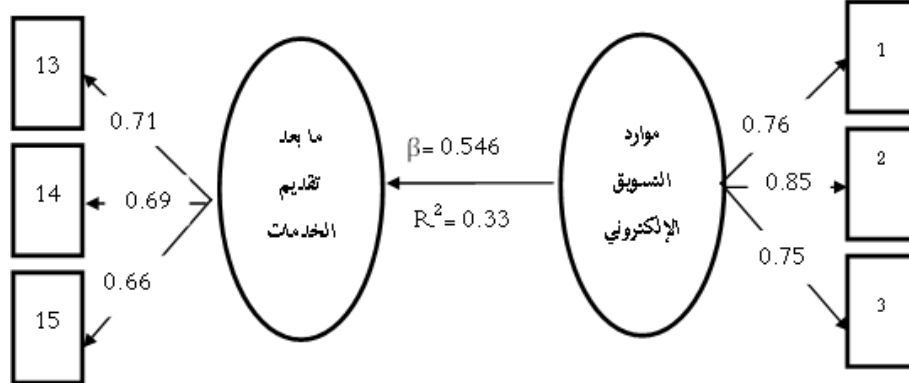 1
2
3
0.76
0.85
0.75
موارد
التسويق
الإلكتروني
β= 0.546
R²= 0.33
ما بعد
تقديم
الخدمات
0.71
0.69
0.66
13
14
15